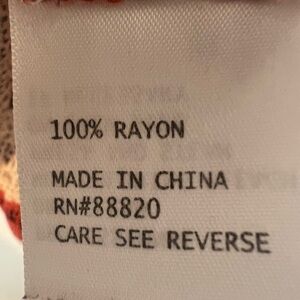 100% RAYON
MADE IN CHINA
RN#88820
CARE SEE REVERSE